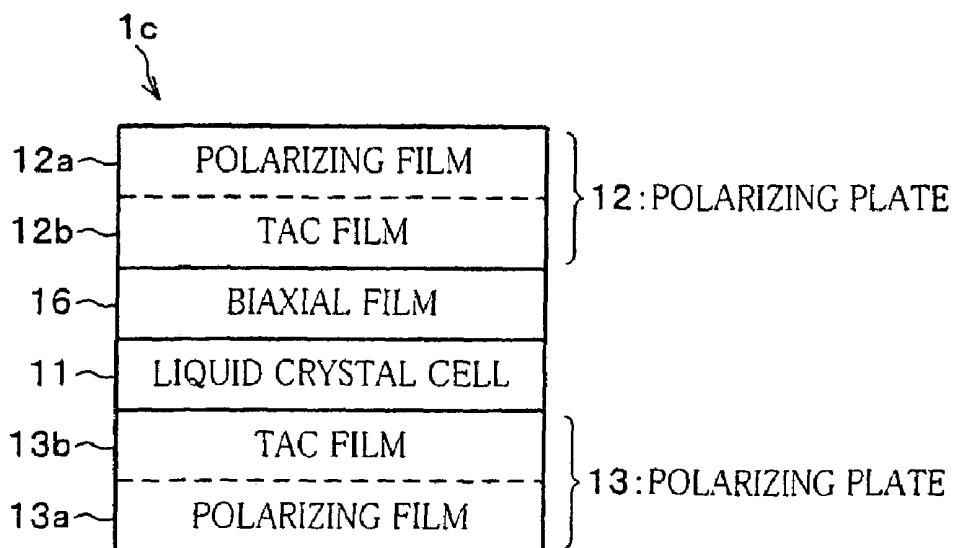 1c
12a POLARIZING FILM
12b TAC FILM
12:POLARIZING PLATE
16 BIAXIAL FILM
11 LIQUID CRYSTAL CELL
13b TAC FILM
13a POLARIZING FILM
13:POLARIZING PLATE